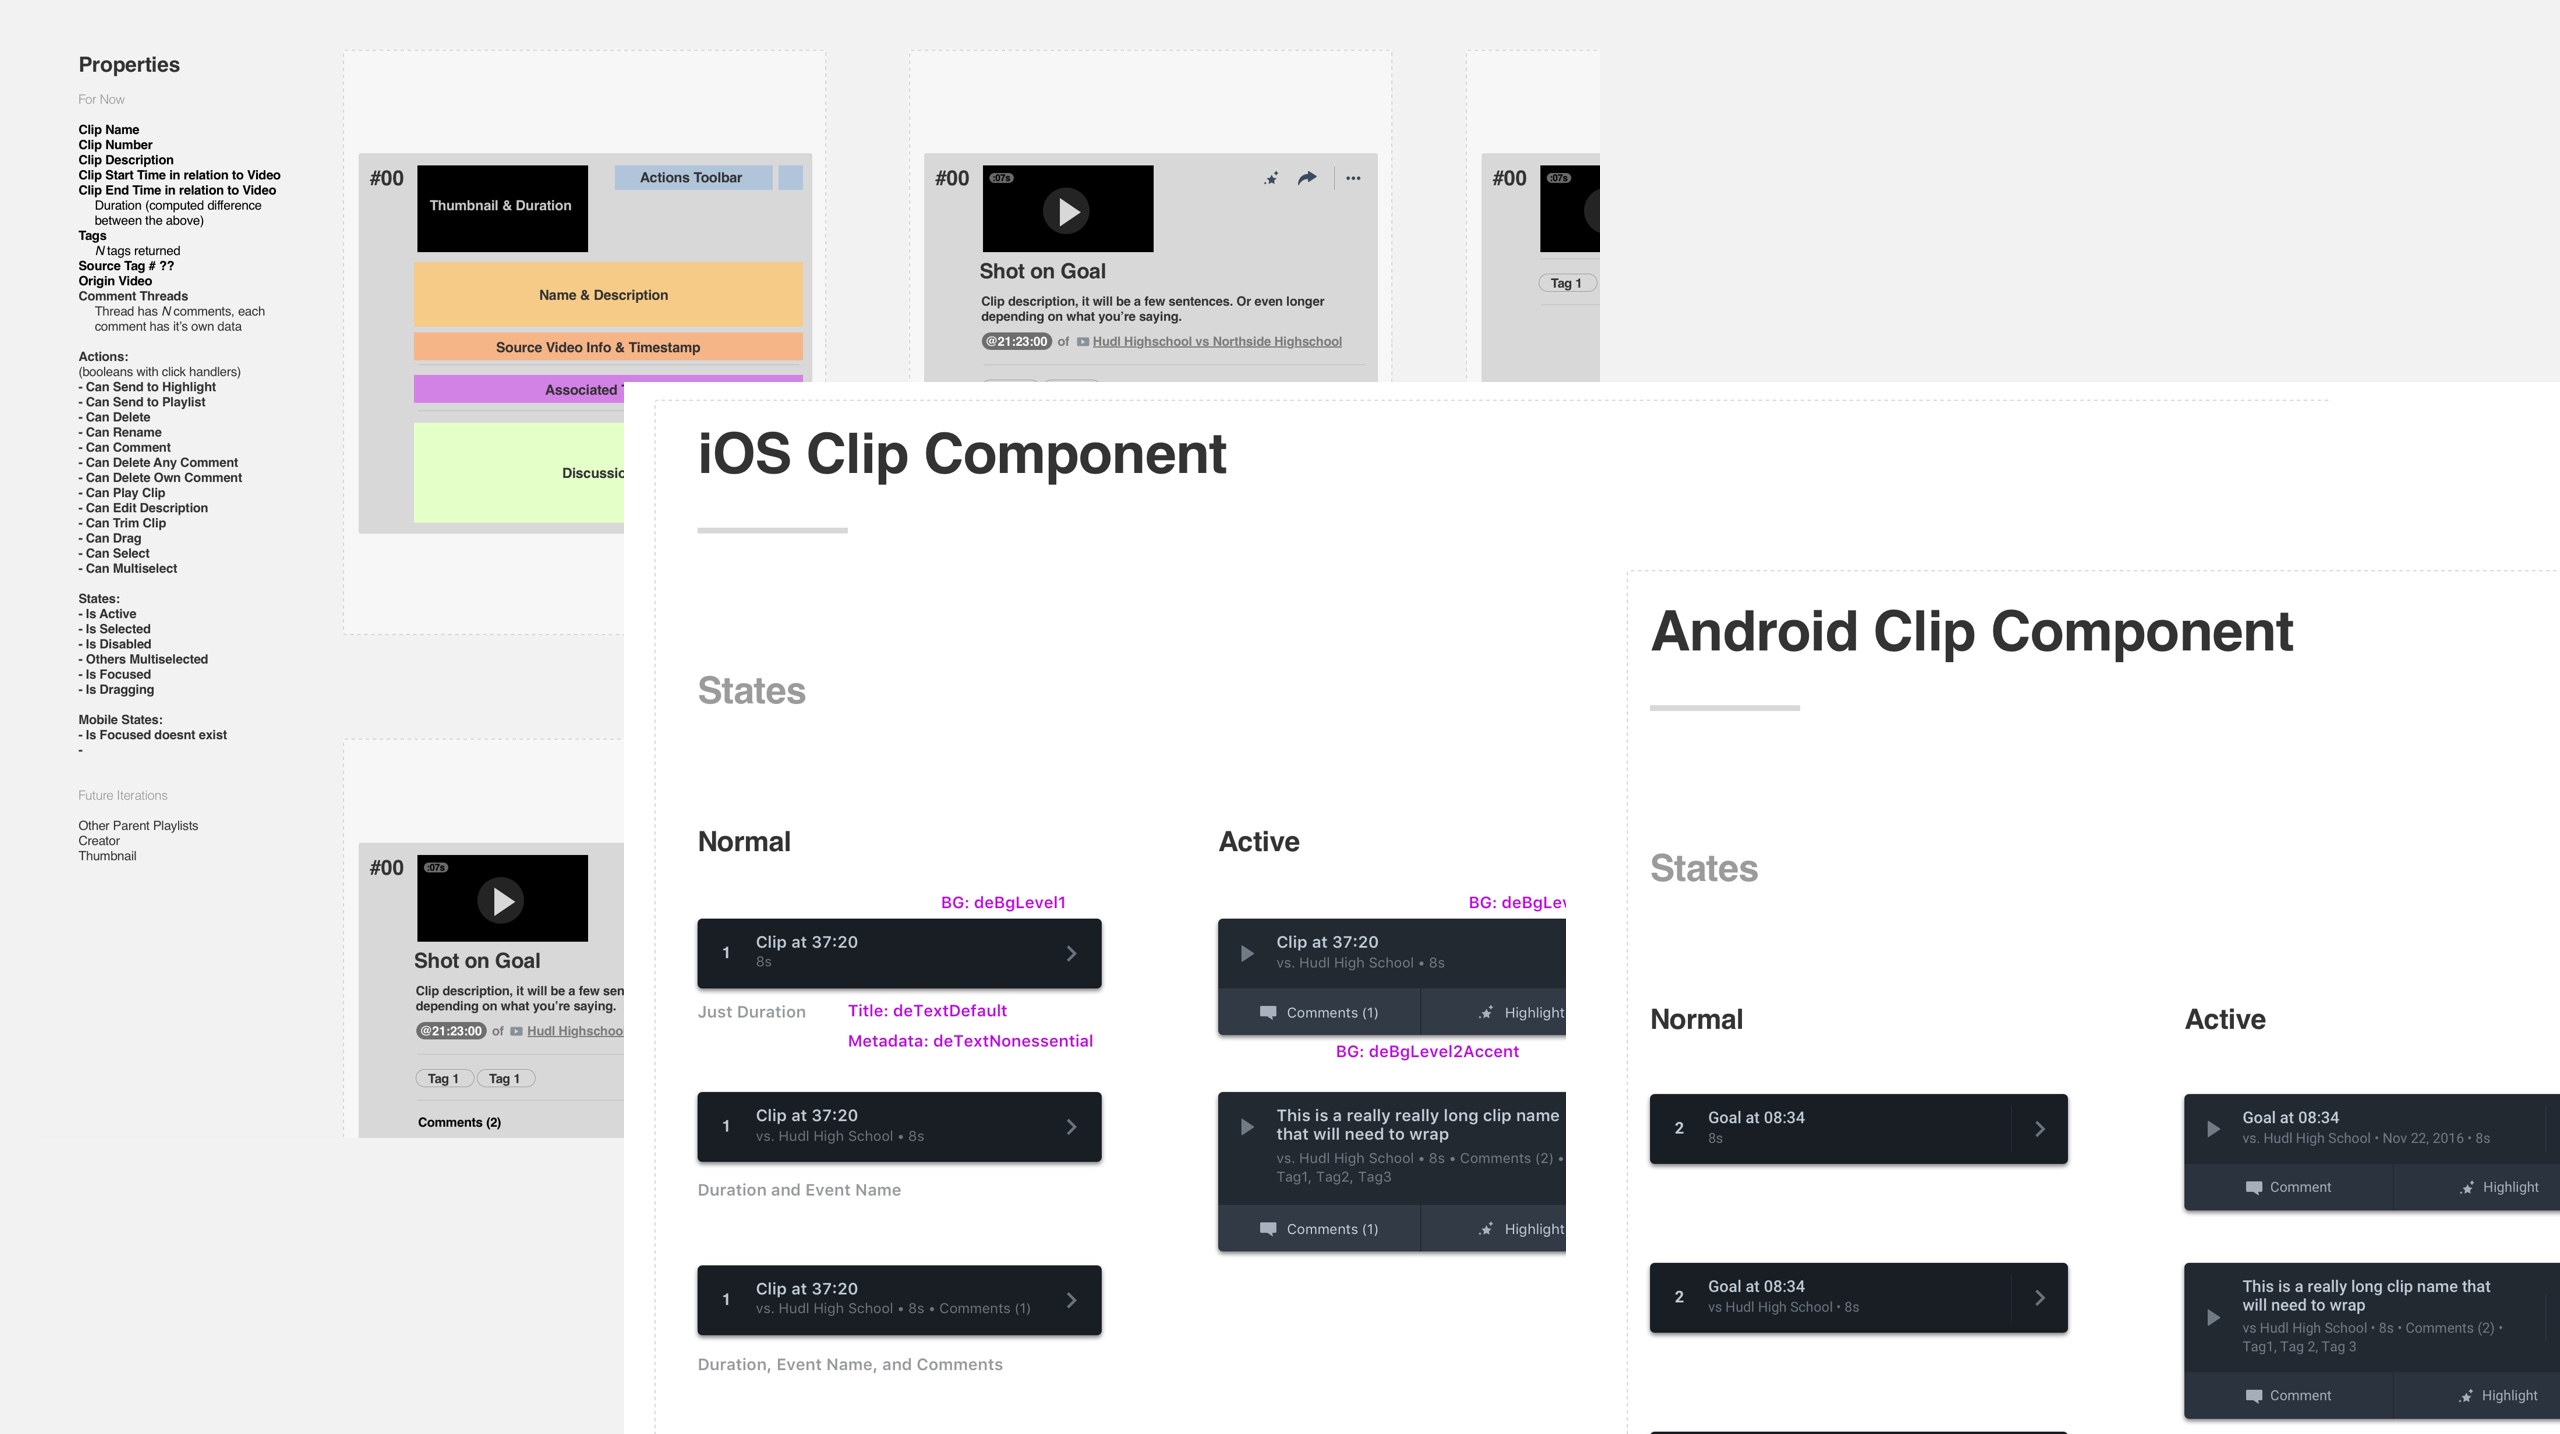 Properties
For Now
Clip Name
Clip Number
Clip Description
Clip Start Time in relation to Video
Clip End Time in relation to Video
Duration (computed difference
between the above)
Tags
N tags returned
Source Tag # ??
Origin Video
Comment Threads
Thread has N comments, each
comment has it's own data
Actions:
(booleans with click handlers)
- Can Send to Highlight
- Can Send to Playlist
- Can Delete
- Can Rename
- Can Comment
- Can Delete Any Comment
- Can Delete Own Comment
- Can Play Clip
- Can Edit Description
- Can Trim Clip
- Can Drag
- Can Select
- Can Multiselect
States:
- Is Active
- Is Selected
- Is Disabled
- Others Multiselected
- Is Focused
- Is Dragging
Mobile States:
- Is Focused doesnt exist
-
Future Iterations
Other Parent Playlists
Creator
Thumbnail
#00
Thumbnail & Duration
Actions Toolbar
Name & Description
Source Video Info & Timestamp
Associated
Discussio
#00
:07s
Shot on Goal
Clip description, it will be a few sentences. Or even longer
depending on what you're saying.
@21:23:00 of Hudl Highschool vs Northside Highschool
#00
:07s
Tag 1
#00
:07s
Shot on Goal
Clip description, it will be a few sen
depending on what you're saying.
@21:23:00 of Hudl Highschoo
Tag 1 Tag 1
Comments (2)
iOS Clip Component
States
Normal
BG: deBgLevel1
1 Clip at 37:20
8s
Just Duration
Title: deTextDefault
Metadata: deTextNonessential
1 Clip at 37:20
vs. Hudl High School • 8s
Duration and Event Name
1 Clip at 37:20
vs. Hudl High School • 8s • Comments (1)
Duration, Event Name, and Comments
Active
BG: deBgLev
Clip at 37:20
vs. Hudl High School • 8s
Comments (1) Highlight
BG: deBgLevel2Accent
This is a really really long clip name
that will need to wrap
vs. Hudl High School • 8s • Comments (2) •
Tag1, Tag2, Tag3
Comments (1) Highlight
Android Clip Component
States
Normal
2 Goal at 08:34
8s
2 Goal at 08:34
vs Hudl High School • 8s
Active
Goal at 08:34
vs. Hudl High School • Nov 22, 2016 • 8s
Comment Highlight
This is a really long clip name that
will need to wrap
vs Hudl High School • 8s • Comments (2) •
Tag1, Tag 2, Tag 3
Comment Highlight